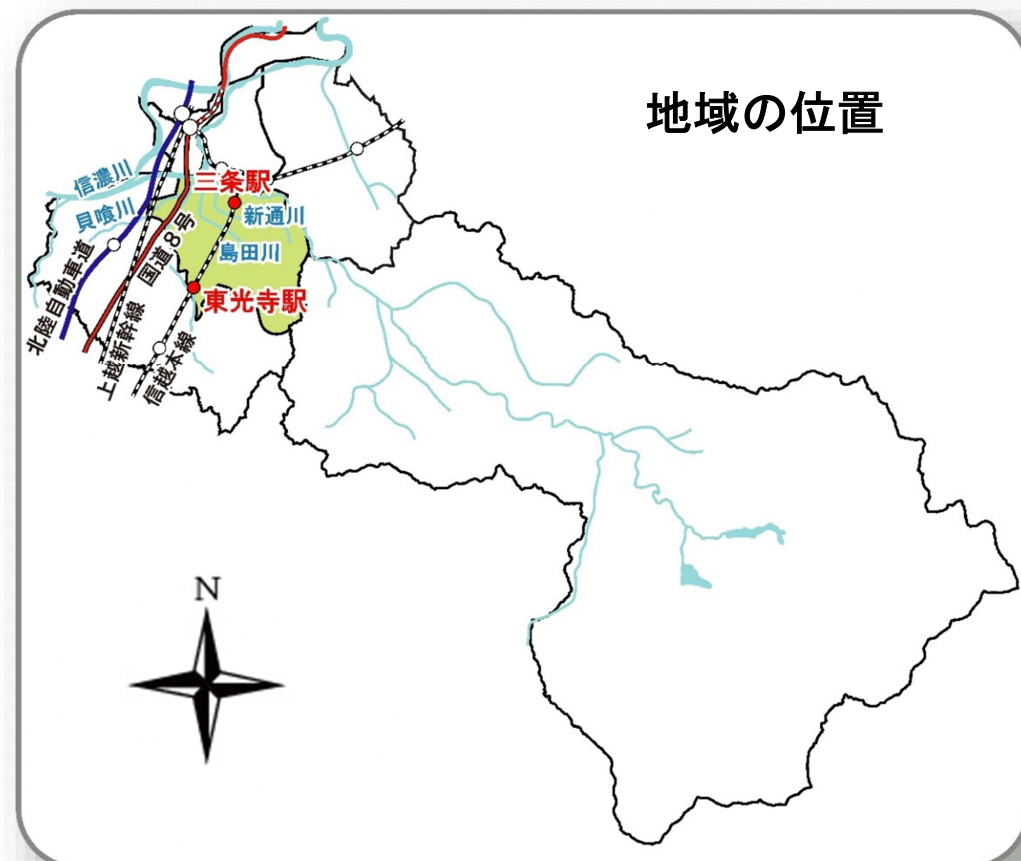 地域の位置
信濃川
三条駅
貝喰川
新通川
国道8号
島田川
北陸自動車道
東光寺駅
上越新幹線
信越本線
N